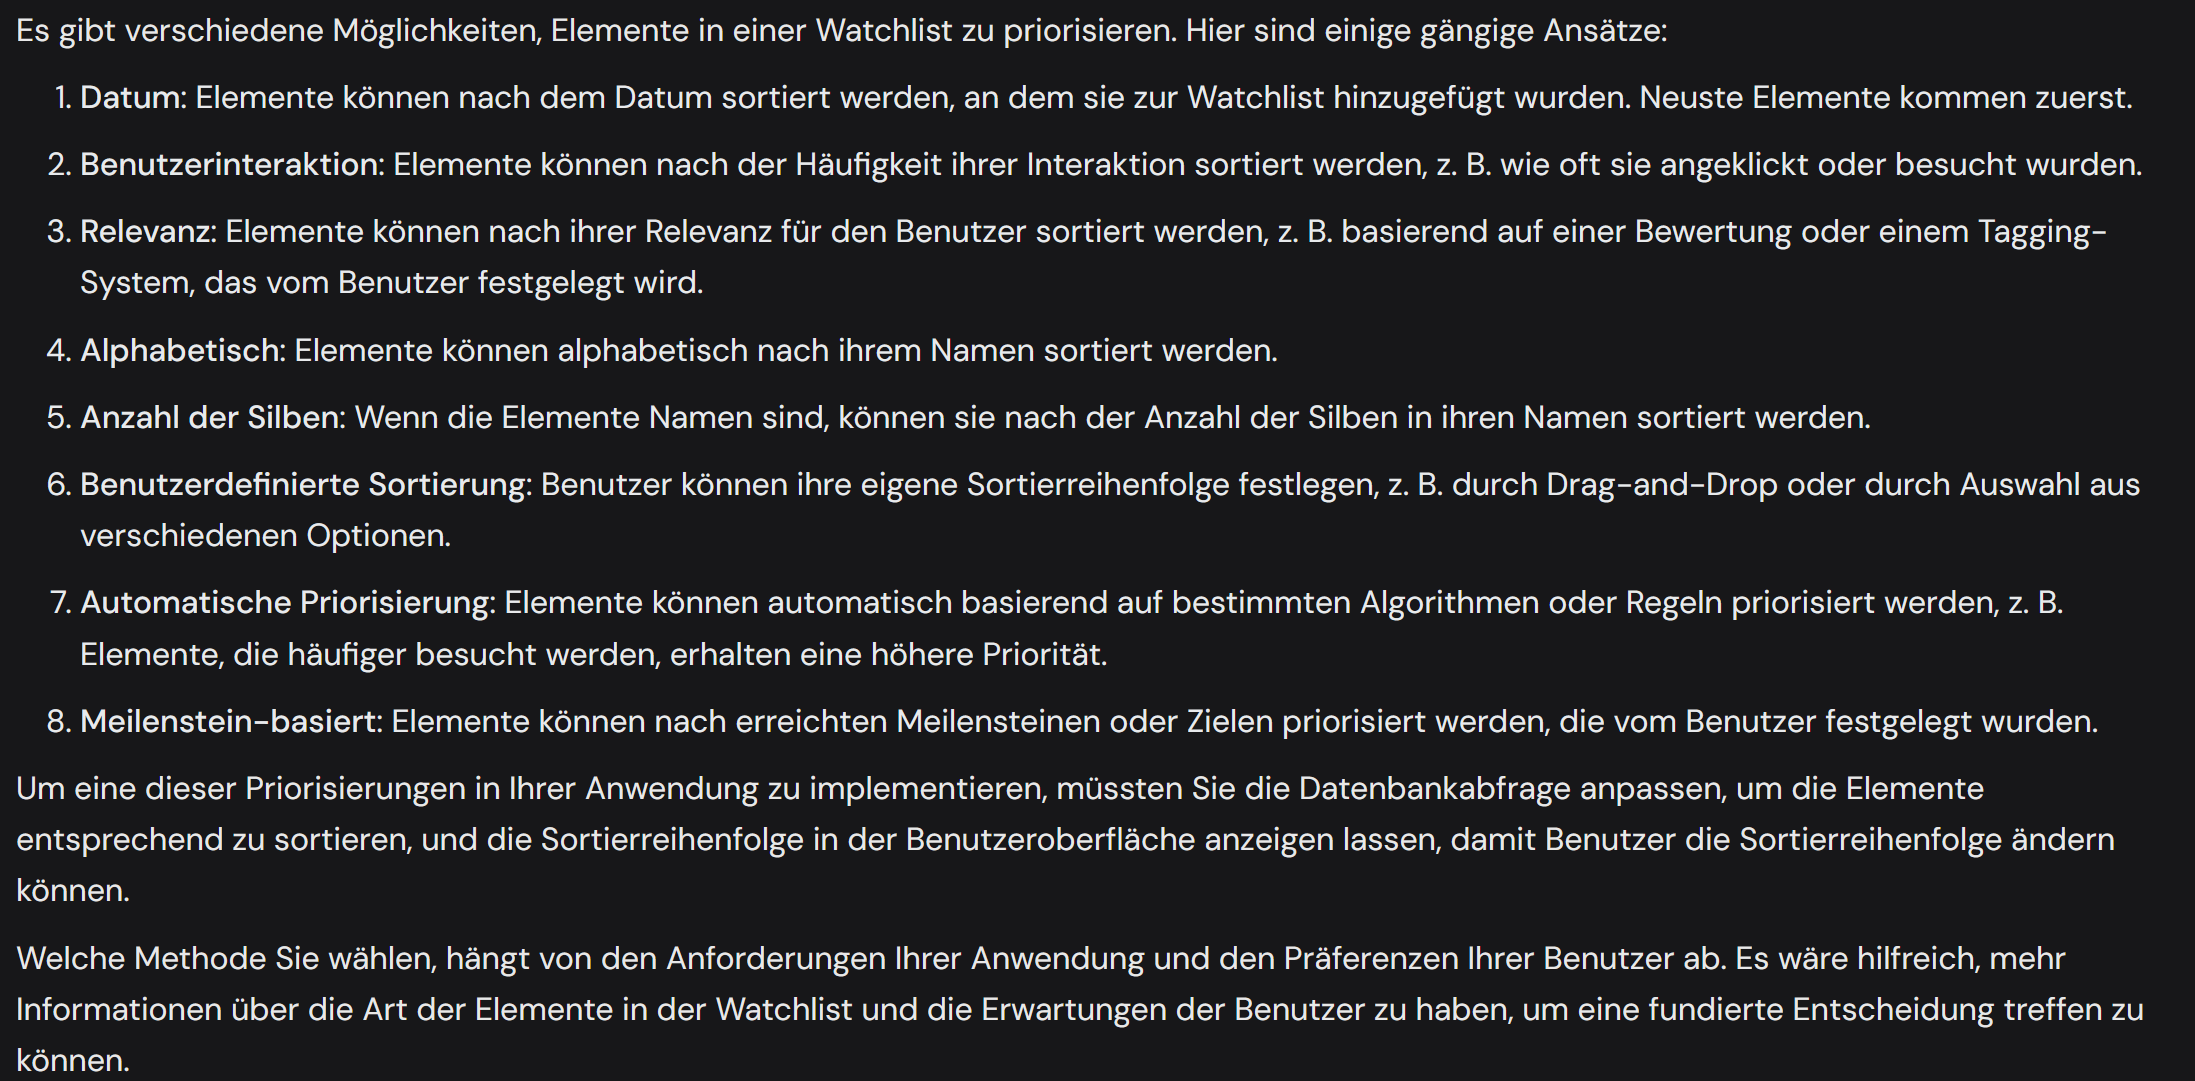 Es gibt verschiedene Möglichkeiten, Elemente in einer Watchlist zu priorisieren. Hier sind einige gängige Ansätze:
1. Datum: Elemente können nach dem Datum sortiert werden, an dem sie zur Watchlist hinzugefügt wurden. Neuste Elemente kommen zuerst.
2. Benutzerinteraktion: Elemente können nach der Häufigkeit ihrer Interaktion sortiert werden, z. B. wie oft sie angeklickt oder besucht wurden.
3. Relevanz: Elemente können nach ihrer Relevanz für den Benutzer sortiert werden, z. B. basierend auf einer Bewertung oder einem Tagging-
System, das vom Benutzer festgelegt wird.
4. Alphabetisch: Elemente können alphabetisch nach ihrem Namen sortiert werden.
5. Anzahl der Silben: Wenn die Elemente Namen sind, können sie nach der Anzahl der Silben in ihren Namen sortiert werden.
6. Benutzerdefinierte Sortierung: Benutzer können ihre eigene Sortierreihenfolge festlegen, z. B. durch Drag-and-Drop oder durch Auswahl aus
verschiedenen Optionen.
7. Automatische Priorisierung: Elemente können automatisch basierend auf bestimmten Algorithmen oder Regeln priorisiert werden, z. B.
Elemente, die häufiger besucht werden, erhalten eine höhere Priorität.
8. Meilenstein-basiert: Elemente können nach erreichten Meilensteinen oder Zielen priorisiert werden, die vom Benutzer festgelegt wurden.
Um eine dieser Priorisierungen in Ihrer Anwendung zu implementieren, müssten Sie die Datenbankabfrage anpassen, um die Elemente
entsprechend zu sortieren, und die Sortierreihenfolge in der Benutzeroberfläche anzeigen lassen, damit Benutzer die Sortierreihenfolge ändern
können.
Welche Methode Sie wählen, hängt von den Anforderungen Ihrer Anwendung und den Präferenzen Ihrer Benutzer ab. Es wäre hilfreich, mehr
Informationen über die Art der Elemente in der Watchlist und die Erwartungen der Benutzer zu haben, um eine fundierte Entscheidung treffen zu
können.